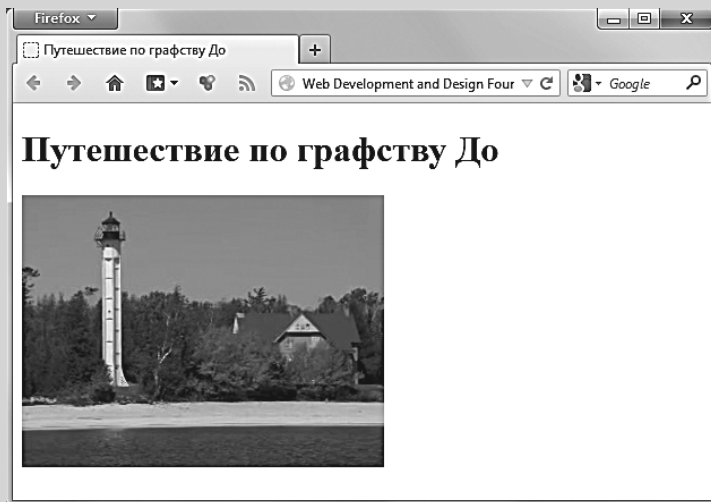 Firefox
Путешествие по графству До
Web Development and Design Four
Google
Путешествие по графству До